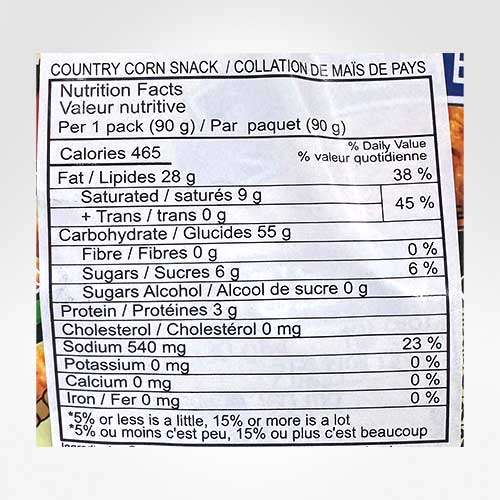 COUNTRY CORN SNACK / COLLATION DE MAÏS DE PAYS
Nutrition Facts
Valeur nutritive
Per 1 pack (90 g) / Par paquet (90 g)
Calories 465
% Daily Value
% valeur quotidienne
Fat / Lipides 28 g 38 %
Saturated / saturés 9 g
+ Trans / trans 0 g
45 %
Carbohydrate / Glucides 55 g
Fibre / Fibres 0 g 0 %
Sugars / Sucres 6 g 6 %
Sugars Alcohol / Alcool de sucre 0 g
Protein / Protéines 3 g
Cholesterol / Cholestérol 0 mg
Sodium 540 mg 23 %
Potassium 0 mg 0 %
Calcium 0 mg 0 %
Iron / Fer 0 mg 0 %
*5% or less is a little, 15% or more is a lot
*5% ou moins c'est peu, 15% ou plus c'est beaucoup